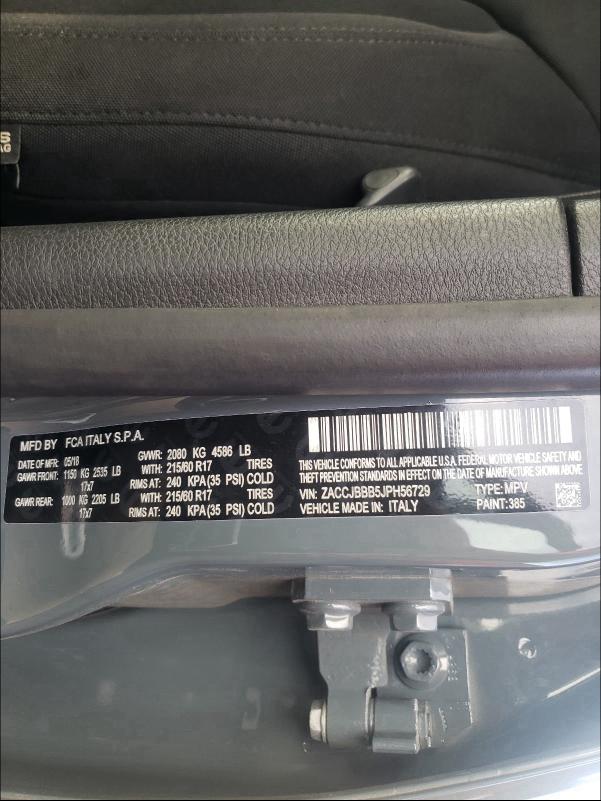 AG
MFD BY FCA ITALY S.P.A.
DATE OF MFR: 05/18 GVWR: 2080 KG 4586 LB
GAWR FRONT: 1150 KG 2535 LB WITH: 215/60 R17 TIRES
17x7 RIMS AT: 240 KPA(35 PSI) COLD
GAWR REAR: 1000 KG 2205 LB WITH: 215/60 R17 TIRES
17x7 RIMS AT: 240 KPA(35 PSI) COLD
THIS VEHICLE CONFORMS TO ALL APPLICABLE U.S.A. FEDERAL MOTOR VEHICLE SAFETY AND
THEFT PREVENTION STANDARDS IN EFFECT ON THE DATE OF MANUFACTURE SHOWN ABOVE.
VIN: ZACCJBBB5JPH56729 TYPE: MPV
VEHICLE MADE IN: ITALY PAINT: 385